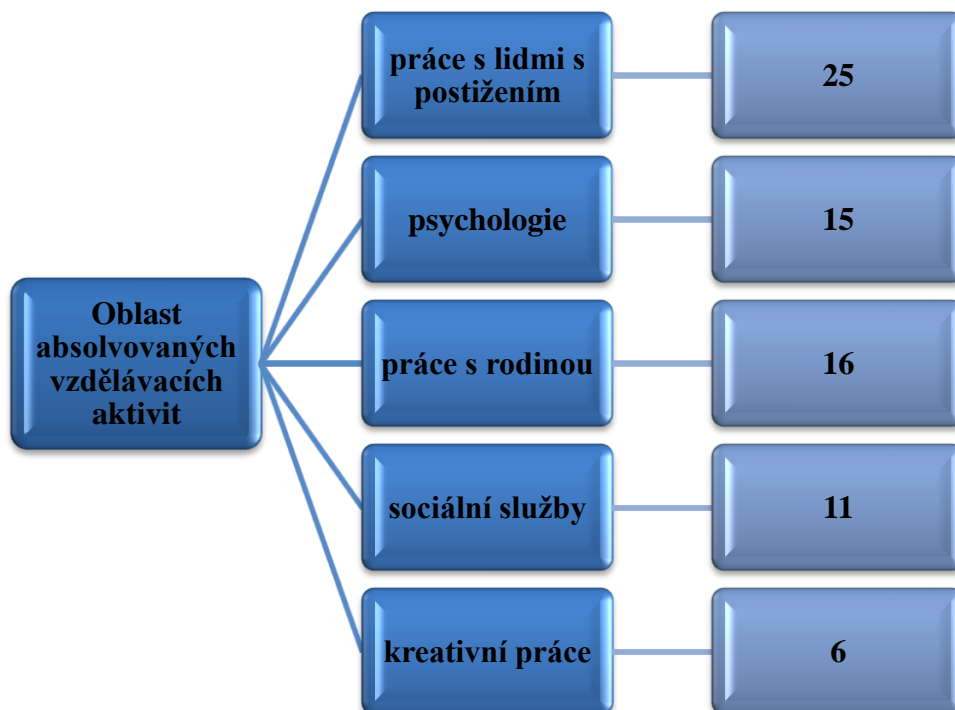 práce s lidmi s
postižením
25
psychologie
15
Oblast
absolvovaných
vzdělávacích
aktivit
práce s rodinou
16
sociální služby
11
kreativní práce
6